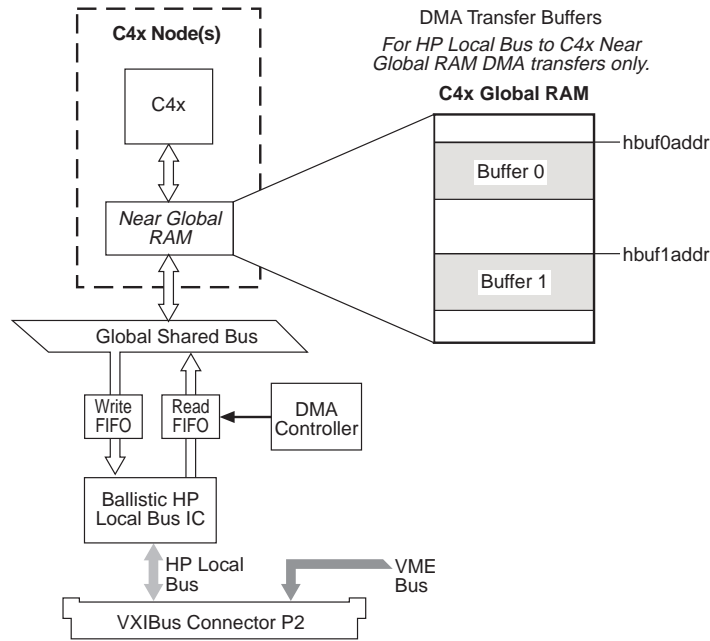 C4x Node(s)
C4x
Near Global
RAM
DMA Transfer Buffers
For HP Local Bus to C4x Near
Global RAM DMA transfers only.
C4x Global RAM
hbuf0addr
Buffer 0
hbuf1addr
Buffer 1
Global Shared Bus
Write
FIFO
Read
FIFO
DMA
Controller
Ballistic HP
Local Bus IC
HP Local
Bus
VME
Bus
VXIBus Connector P2